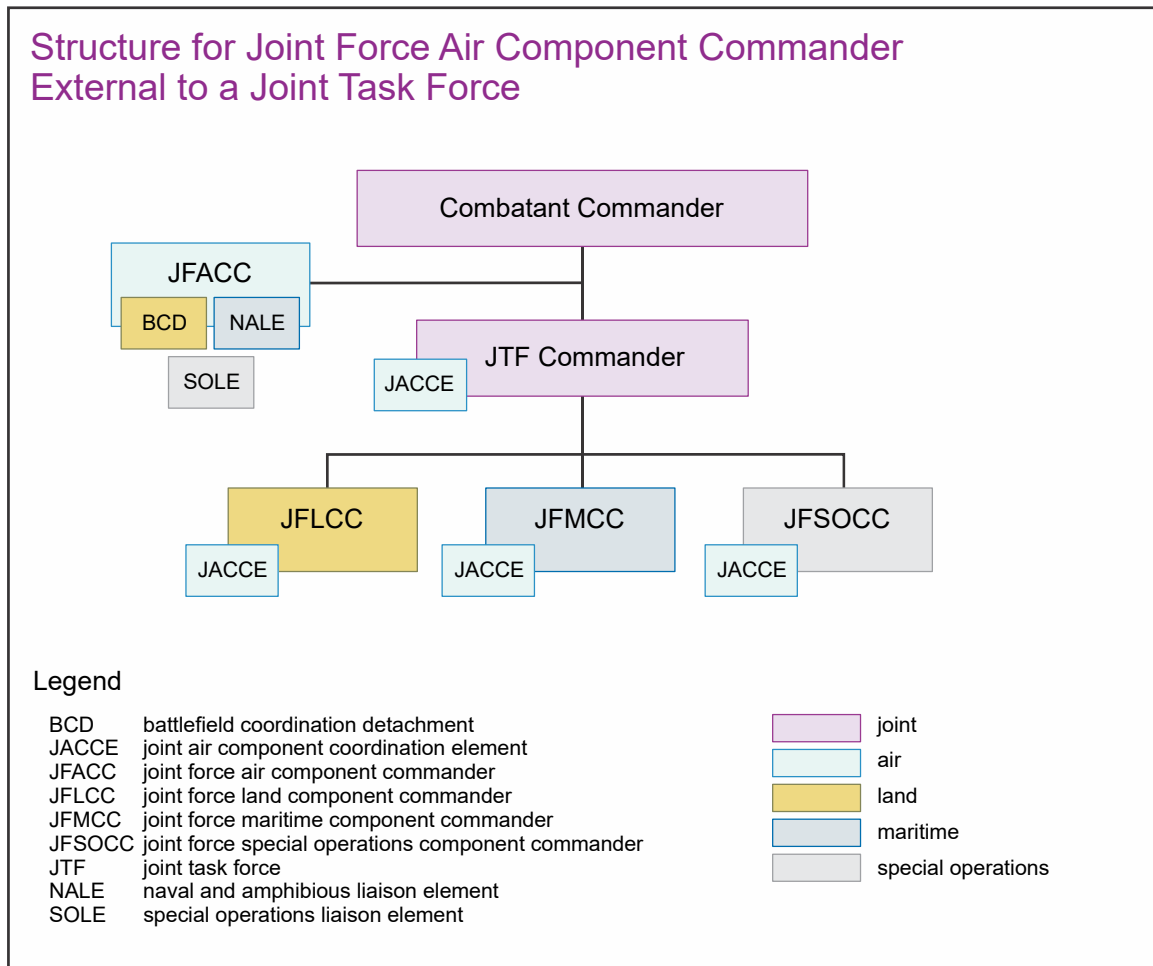 Structure for Joint Force Air Component Commander
External to a Joint Task Force
Combatant Commander
JFACC
BCD
NALE
SOLE
JTF Commander
JACCE
JFLCC
JACCE
JFMCC
JACCE
JFSOCC
JACCE
Legend
BCD battlefield coordination detachment
JACCE joint air component coordination element
JFACC joint force air component commander
JFLCC joint force land component commander
JFMCC joint force maritime component commander
JFSOCC joint force special operations component commander
JTF joint task force
NALE naval and amphibious liaison element
SOLE special operations liaison element
joint
air
land
maritime
special operations